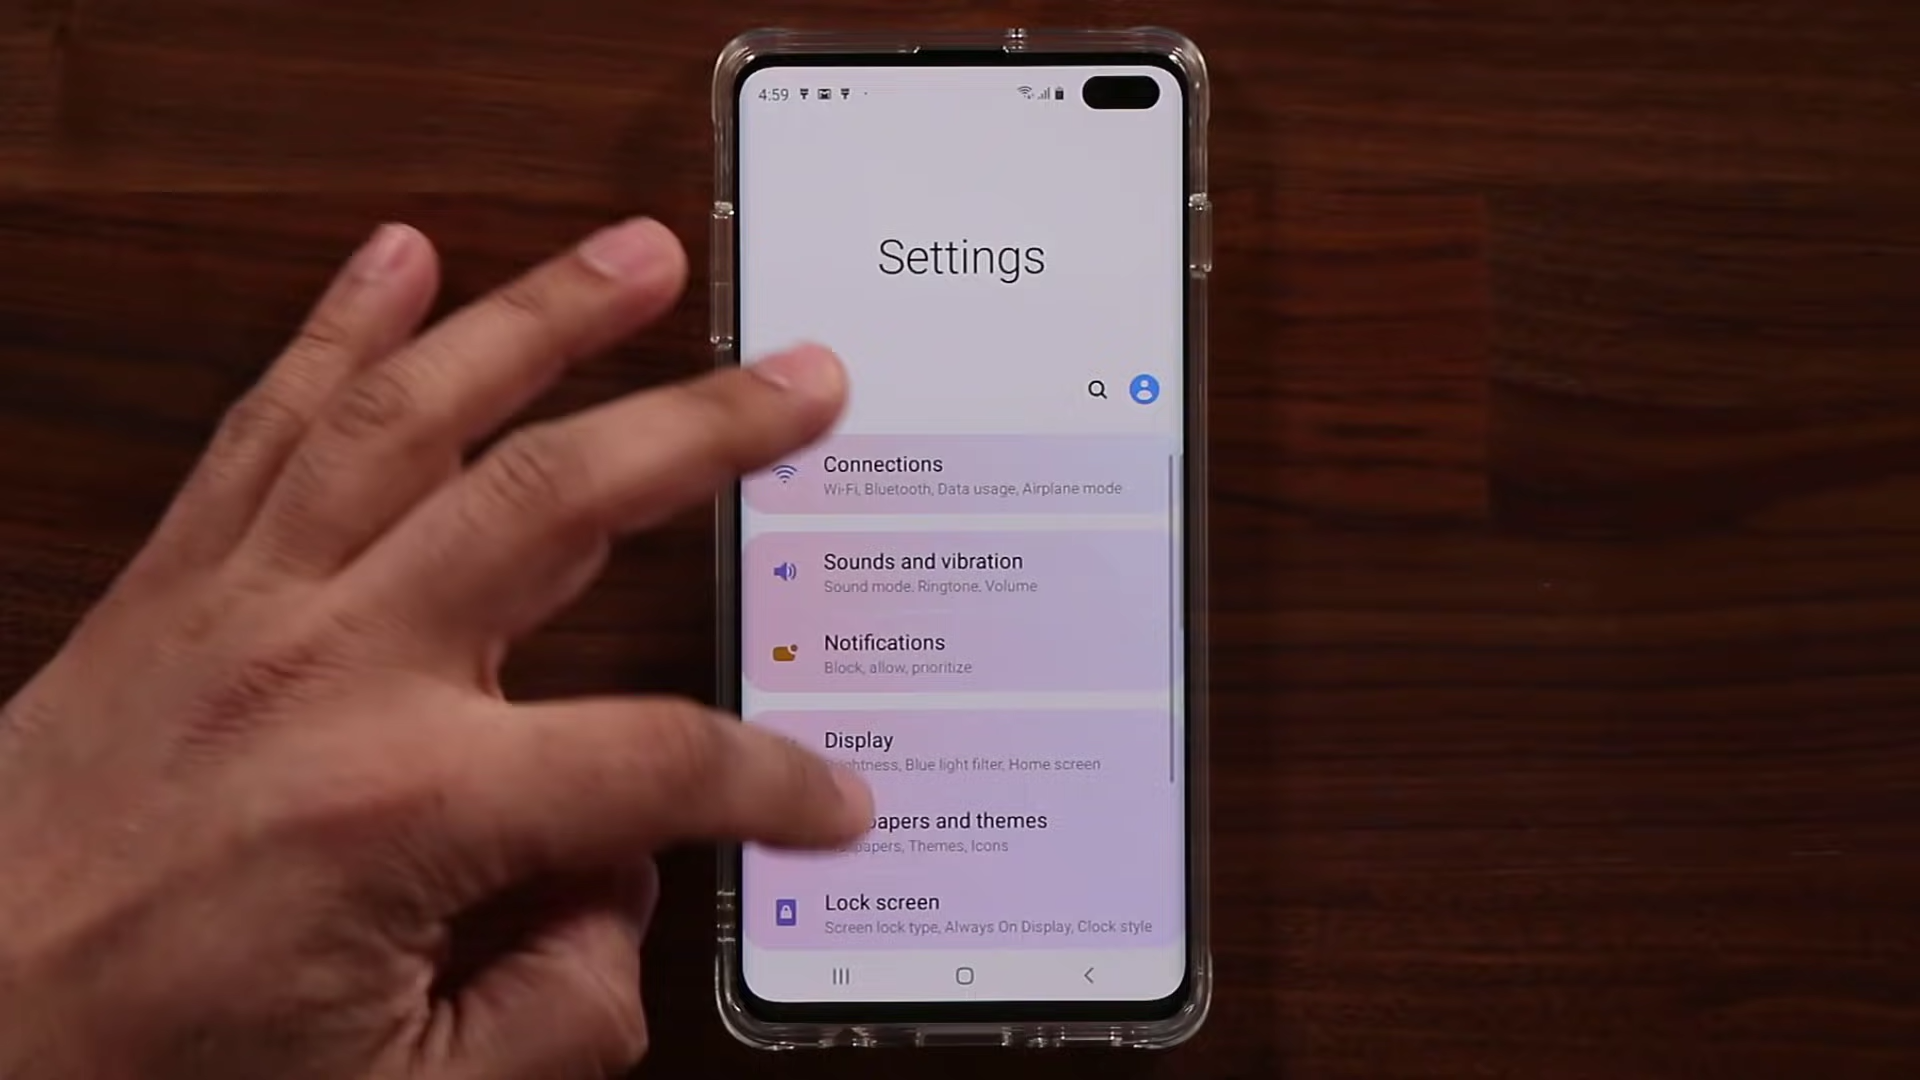 4:59
Settings
Connections
Wi-Fi, Bluetooth, Data usage, Airplane mode
Sounds and vibration
Sound mode, Ringtone, Volume
Notifications
Block, allow, prioritize
Display
Blue light filter, Home screen
and themes
Themes, Icons
Lock screen
Screen lock type, Always On Display, Clock style